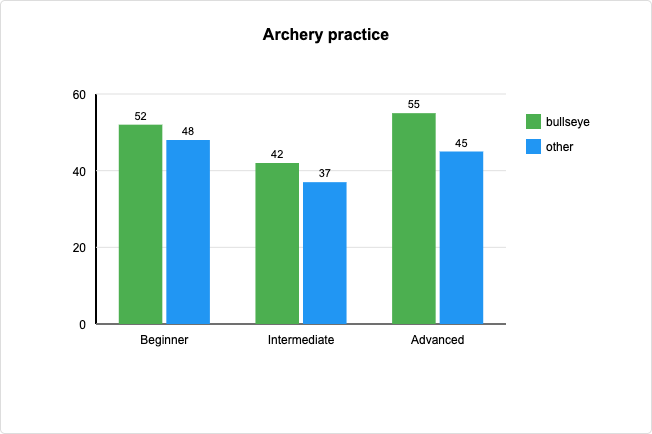 Archery practice
60
40
20
0
52
48
42
37
55
45
Beginner
Intermediate
Advanced
bullseye
other